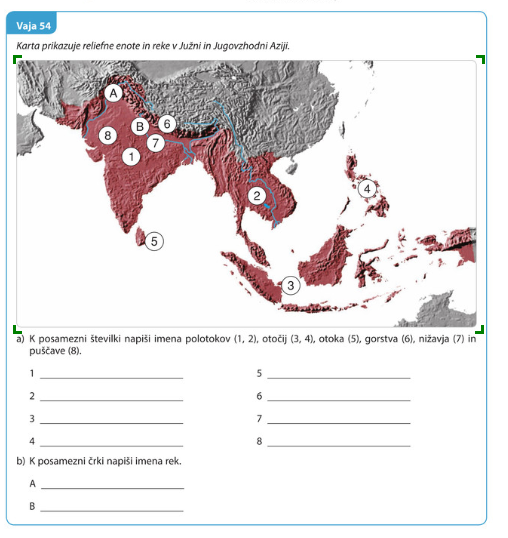 Vaja 54
Karta prikazuje reliefne enote in reke v Južni in Jugovzhodni Aziji.
A
B
6
8
7
1
2
4
5
3
a) K posamezni številki napiši imena polotokov (1, 2), otočij (3, 4), otoka (5), gorstva (6), nižavja (7) in
puščave (8).
1
5
2
6
3
7
4
8
b) K posamezni črki napiši imena rek.
A
B